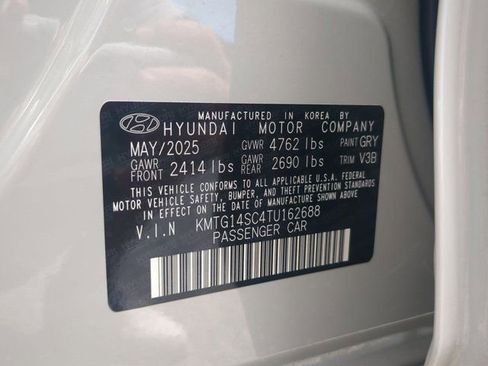 MANUFACTURED IN KOREA BY
HYUNDAI MOTOR COMPANY
MAY/2025 GVWR 4762 lbs PAINT GRY
GAWR FRONT 2414 lbs GAWR REAR 2690 lbs TRIM V3B
THIS VEHICLE CONFORMS TO ALL APPLICABLE U.S.A. FEDERAL
MOTOR VEHICLE SAFETY, BUMPER, AND THEFT PREVENTION
STANDARDS IN EFFECT ON THE DATE OF MANUFACTURE SHOWN ABOVE.
V.I.N KMTG14SC4TU162688
PASSENGER CAR